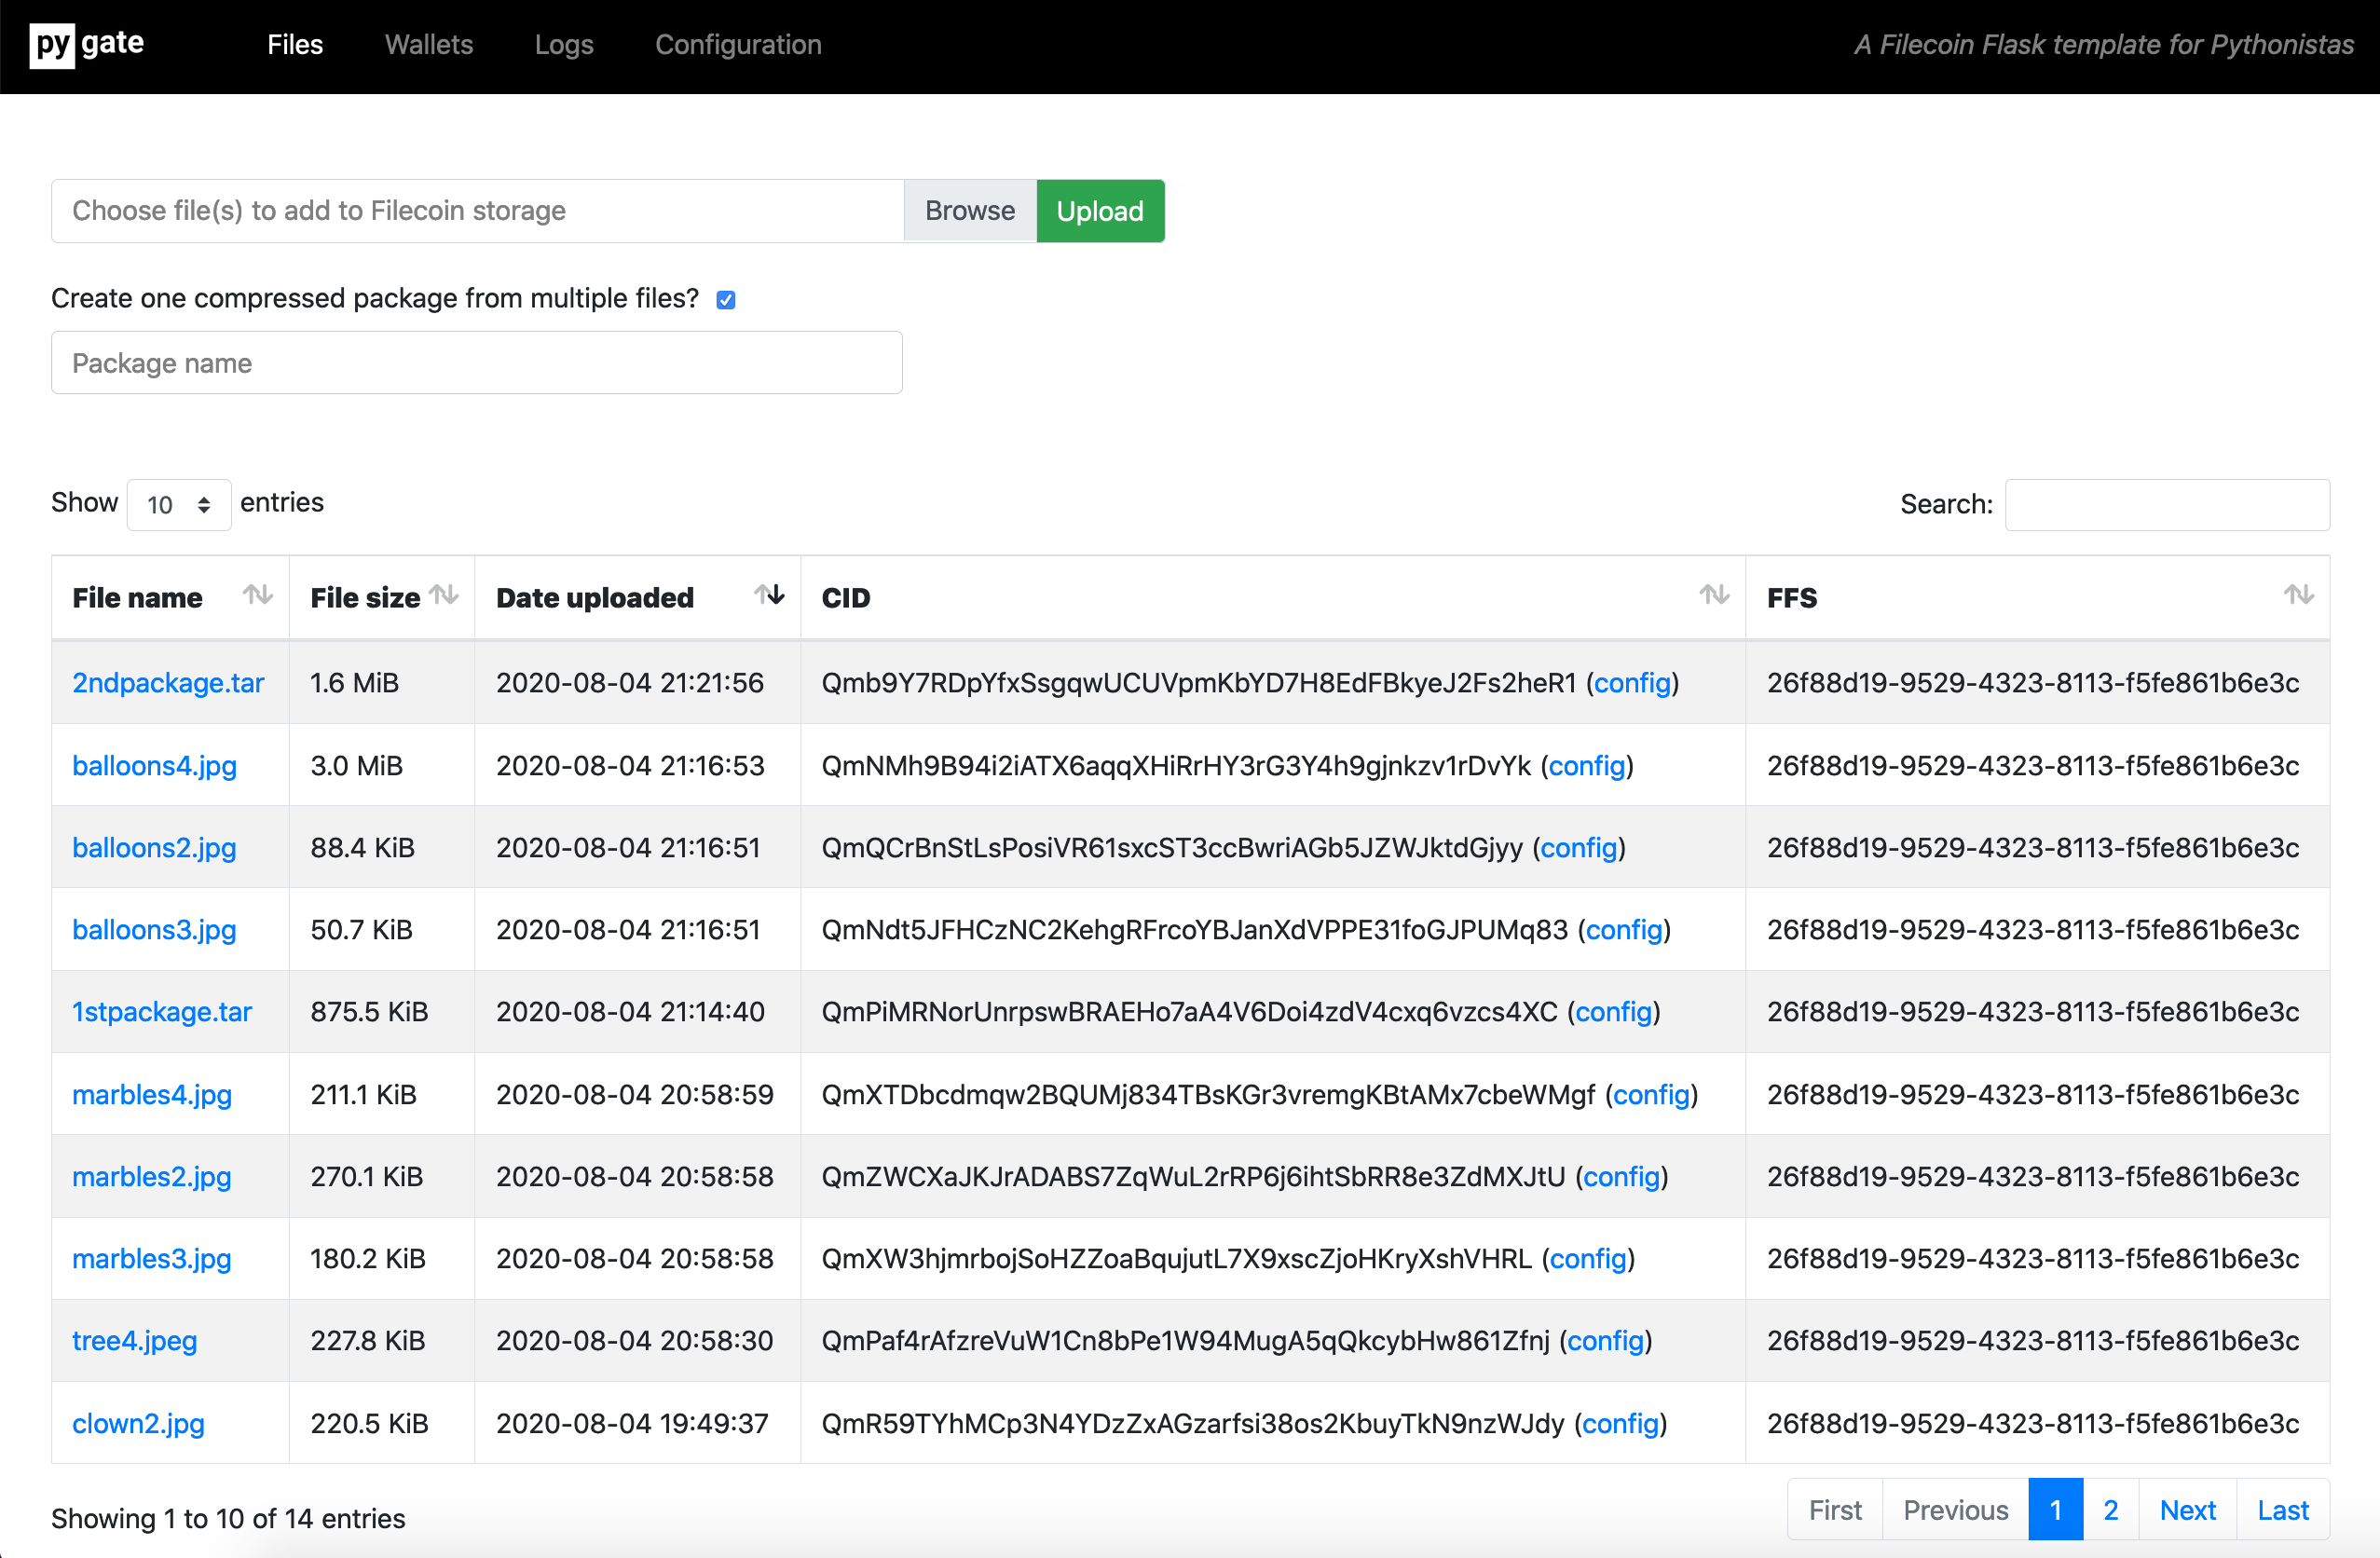 py gate Files Wallets Logs Configuration A Filecoin Flask template for Pythonistas
Choose file(s) to add to Filecoin storage Browse Upload
Create one compressed package from multiple files?
Package name
Show 10 entries Search:
File name File size Date uploaded CID FFS
2ndpackage.tar 1.6 MiB 2020-08-04 21:21:56 Qmb9Y7RDpYfxSsgqwUCUVpmKbYD7H8EdFBkyeJ2Fs2heR1 (config) 26f88d19-9529-4323-8113-f5fe861b6e3c
balloons4.jpg 3.0 MiB 2020-08-04 21:16:53 QmNMh9B94i2iATX6aqqXHiRrHY3rG3Y4h9gjnkzv1rDvYk (config) 26f88d19-9529-4323-8113-f5fe861b6e3c
balloons2.jpg 88.4 KiB 2020-08-04 21:16:51 QmQCrBnStLsPosiVR61sxcST3ccBwriAGb5JZWJktdGjyy (config) 26f88d19-9529-4323-8113-f5fe861b6e3c
balloons3.jpg 50.7 KiB 2020-08-04 21:16:51 QmNdt5JFHCzNC2KehgRFrcoYBJanXdVPPE31foGJPUMq83 (config) 26f88d19-9529-4323-8113-f5fe861b6e3c
1stpackage.tar 875.5 KiB 2020-08-04 21:14:40 QmPiMRNorUnrpswBRAEHo7aA4V6Doi4zdV4cxq6vzcs4XC (config) 26f88d19-9529-4323-8113-f5fe861b6e3c
marbles4.jpg 211.1 KiB 2020-08-04 20:58:59 QmXTDbcdmqw2BQUMj834TBsKGr3vremgKBtAMx7cbeWMgf (config) 26f88d19-9529-4323-8113-f5fe861b6e3c
marbles2.jpg 270.1 KiB 2020-08-04 20:58:58 QmZWCXaJKJrADABS7ZqWuL2rRP6j6ihtSbRR8e3ZdMXJtU (config) 26f88d19-9529-4323-8113-f5fe861b6e3c
marbles3.jpg 180.2 KiB 2020-08-04 20:58:58 QmXW3hjmrbojSoHZZoaBqujutL7X9xscZjoHKryXshVHRL (config) 26f88d19-9529-4323-8113-f5fe861b6e3c
tree4.jpeg 227.8 KiB 2020-08-04 20:58:30 QmPaf4rAfzreVuW1Cn8bPe1W94MugA5qQkcybHw861Zfnj (config) 26f88d19-9529-4323-8113-f5fe861b6e3c
clown2.jpg 220.5 KiB 2020-08-04 19:49:37 QmR59TYhMCp3N4YDzZxAGzarfsi38os2KbuyTkN9nzWJdy (config) 26f88d19-9529-4323-8113-f5fe861b6e3c
Showing 1 to 10 of 14 entries First Previous 1 2 Next Last